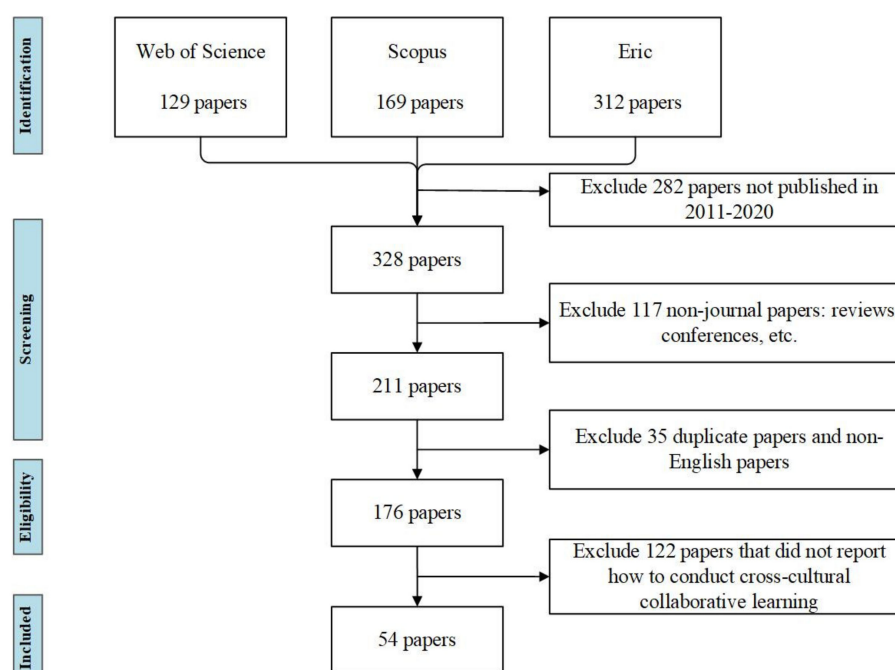 Identification
Web of Science
129 papers
Scopus
169 papers
Eric
312 papers
Exclude 282 papers not published in
2011-2020
Screening
328 papers
Exclude 117 non-journal papers: reviews
conferences, etc.
211 papers
Exclude 35 duplicate papers and non-
English papers
Eligibility
176 papers
Exclude 122 papers that did not report
how to conduct cross-cultural
collaborative learning
Included
54 papers